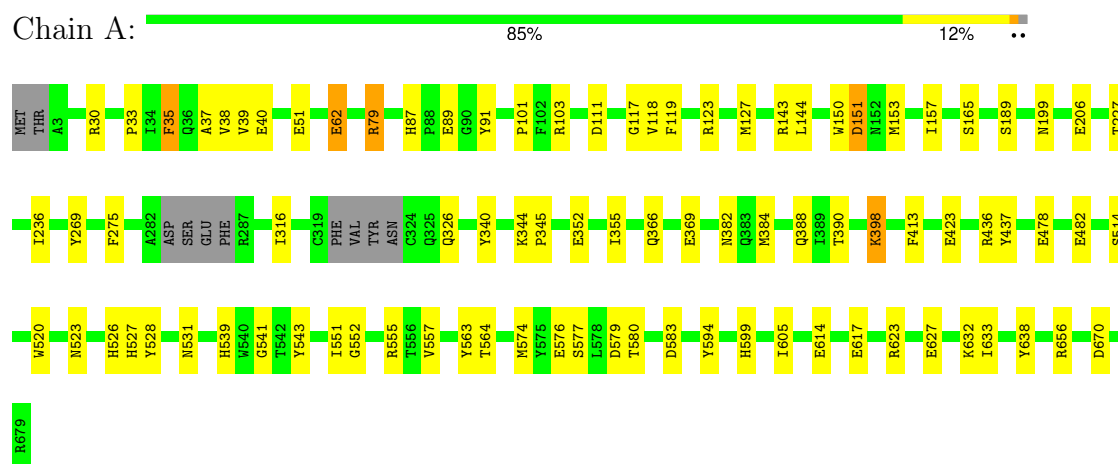 Chain A:
85% 12% ••
MET THR A3 R30 P33 I34 F35 Q36 A37 V38 V39 E40 E51 E62 R79 H87 P88 E89 G90 Y91 P101 F102 R103 D111 G117 V118 F119 R123 M127 R143 L144 W150 D151 N152 M153 I157 S165 S189 N199 E206
I236 Y269 F275 A282 ASP SER GLU PHE R287 I316 C319 PHE VAL TYR ASN C324 Q325 Q326 Y340 K344 P345 E352 I355 Q366 E369 N382 Q383 M384 Q388 I389 T390 K398 F413 E423 R436 Y437 E478 E482
W520 N523 H526 H527 Y528 N531 H539 W540 G541 T542 Y543 I551 G552 R555 T556 V557 Y563 T564 M574 Y575 E576 S577 L578 D579 T580 D583 Y594 H599 I605 E614 E617 R623 E627 K632 I633 Y638 R656 D670
R679